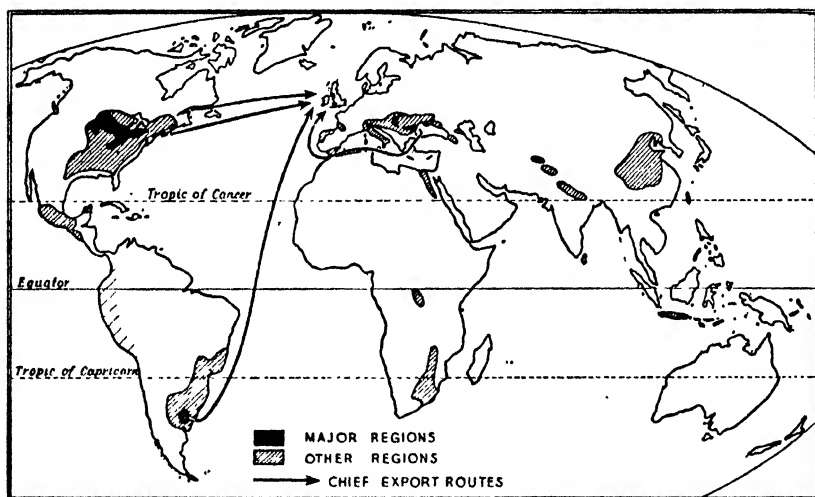 Tropic of Cancer
Equator
Tropic of Capricorn
MAJOR REGIONS
OTHER REGIONS
CHIEF EXPORT ROUTES